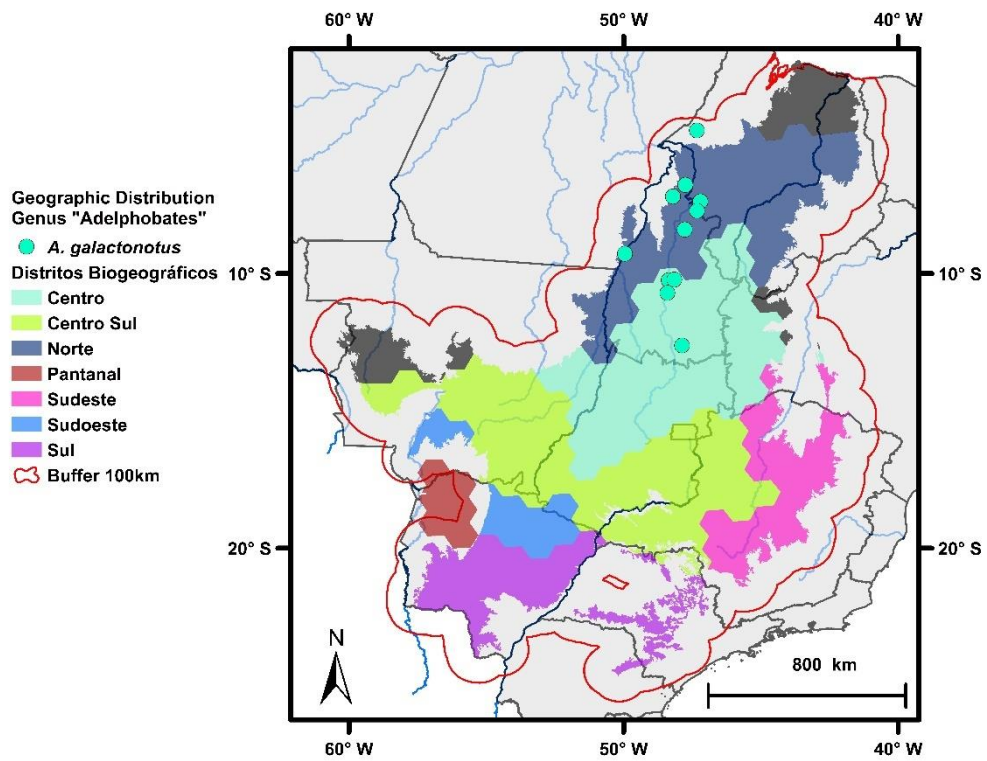 60° W
50° W
40° W
Geographic Distribution
Genus "Adelphobates"
A. galactonotus
Distritos Biogeográficos
Centro
Centro Sul
Norte
Pantanal
Sudeste
Sudoeste
Sul
Buffer 100km
10° S
10° S
20° S
20° S
N
800 km
60° W
50° W
40° W